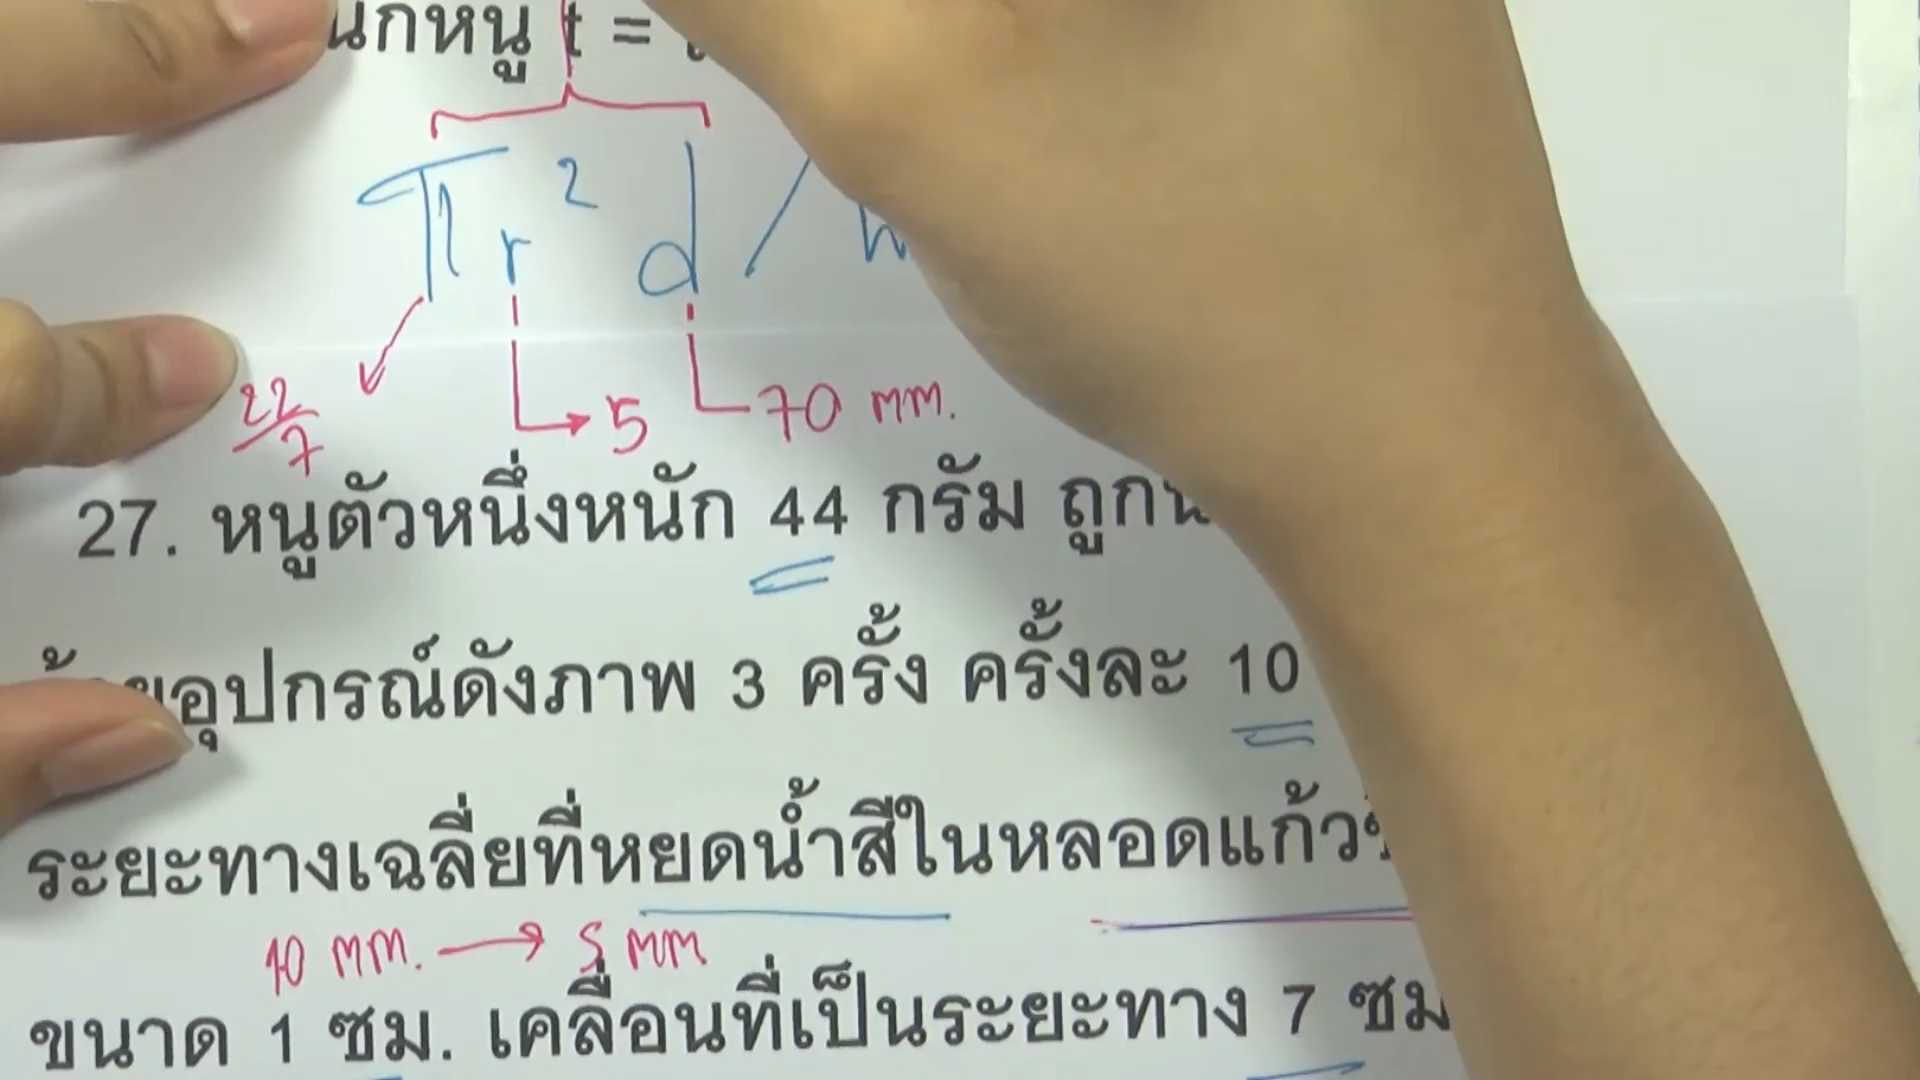 หนู t =
πr² d /
22/7 5 70 mm.
27. หนูตัวหนึ่งหนัก 44 กรัม
อุปกรณ์ดังภาพ 3 ครั้ง ครั้งละ 10
ระยะทางเฉลี่ยที่หยดน้ำสีในหลอดแก้ว
10 mm. → 5 mm
ขนาด 1 ซม. เคลื่อนที่เป็นระยะทาง 7 ซม